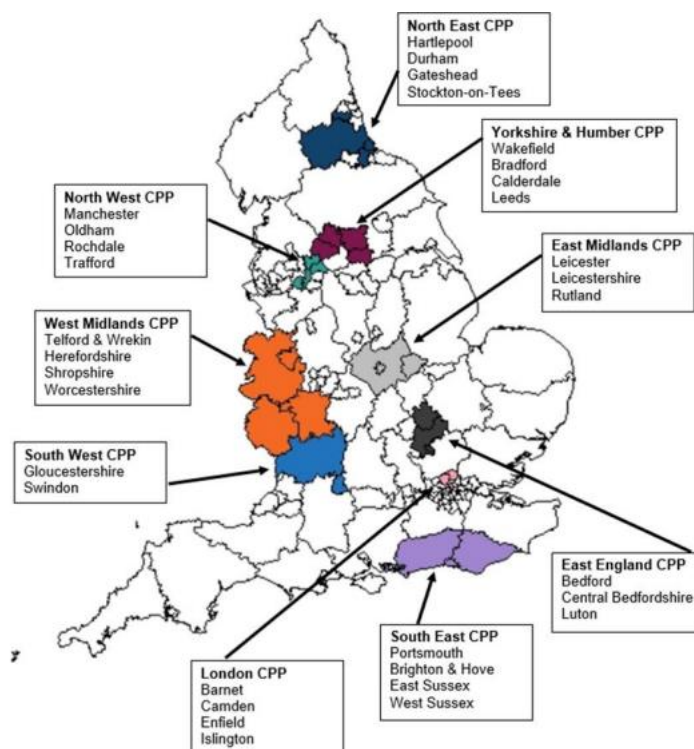 North East CPP
Hartlepool
Durham
Gateshead
Stockton-on-Tees
Yorkshire & Humber CPP
Wakefield
Bradford
Calderdale
Leeds
North West CPP
Manchester
Oldham
Rochdale
Trafford
East Midlands CPP
Leicester
Leicestershire
Rutland
West Midlands CPP
Telford & Wrekin
Herefordshire
Shropshire
Worcestershire
South West CPP
Gloucestershire
Swindon
East England CPP
Bedford
Central Bedfordshire
Luton
South East CPP
Portsmouth
Brighton & Hove
East Sussex
West Sussex
London CPP
Barnet
Camden
Enfield
Islington